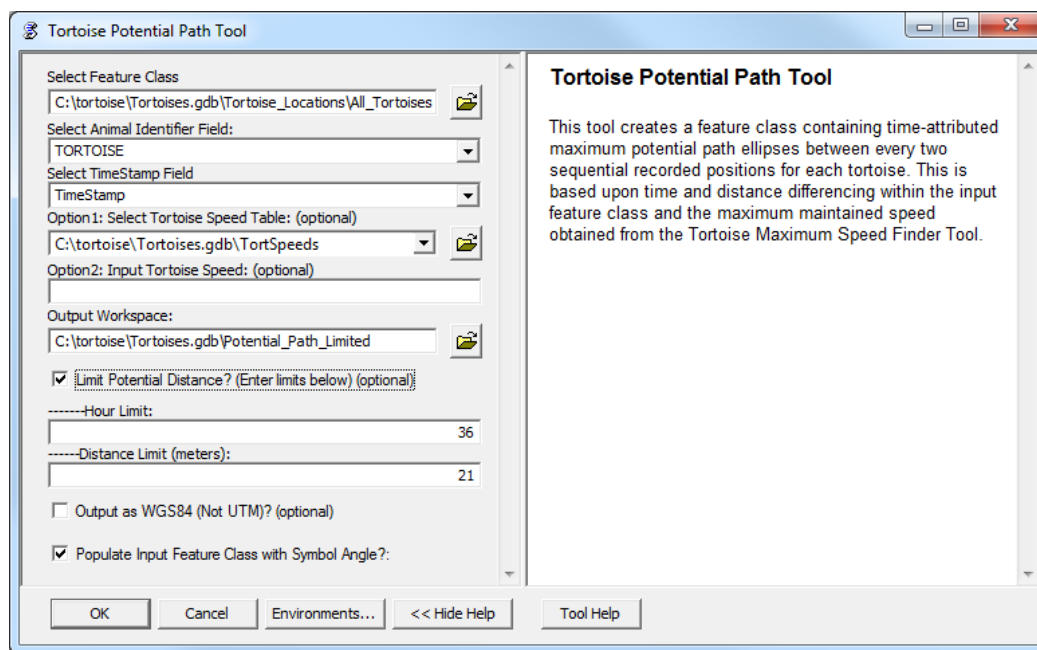 Tortoise Potential Path Tool
Select Feature Class
C:\tortoise\Tortoises.gdb\Tortoise_Locations\All_Tortoises
Select Animal Identifier Field:
TORTOISE
Select TimeStamp Field
TimeStamp
Option1: Select Tortoise Speed Table: (optional)
C:\tortoise\Tortoises.gdb\TortSpeeds
Option2: Input Tortoise Speed: (optional)
Output Workspace:
C:\tortoise\Tortoises.gdb\Potential_Path_Limited
Limit Potential Distance? (Enter limits below) (optional)
-------Hour Limit:
36
------Distance Limit (meters):
21
Output as WGS84 (Not UTM)? (optional)
Populate Input Feature Class with Symbol Angle?:
Tortoise Potential Path Tool
This tool creates a feature class containing time-attributed
maximum potential path ellipses between every two
sequential recorded positions for each tortoise. This is
based upon time and distance differencing within the input
feature class and the maximum maintained speed
obtained from the Tortoise Maximum Speed Finder Tool.
OK
Cancel
Environments...
<< Hide Help
Tool Help